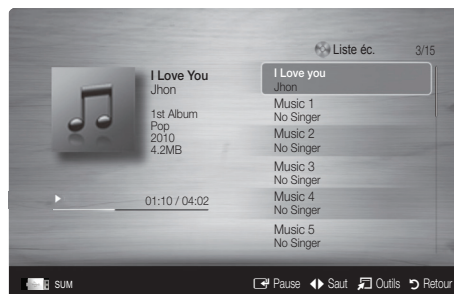 Liste éc. 3/15
I Love You
Jhon
1st Album
Pop
2010
4.2MB
01:10 / 04:02
I Love you
Jhon
Music 1
No Singer
Music 2
No Singer
Music 3
No Singer
Music 4
No Singer
Music 5
No Singer
SUM Pause Saut Outils Retour